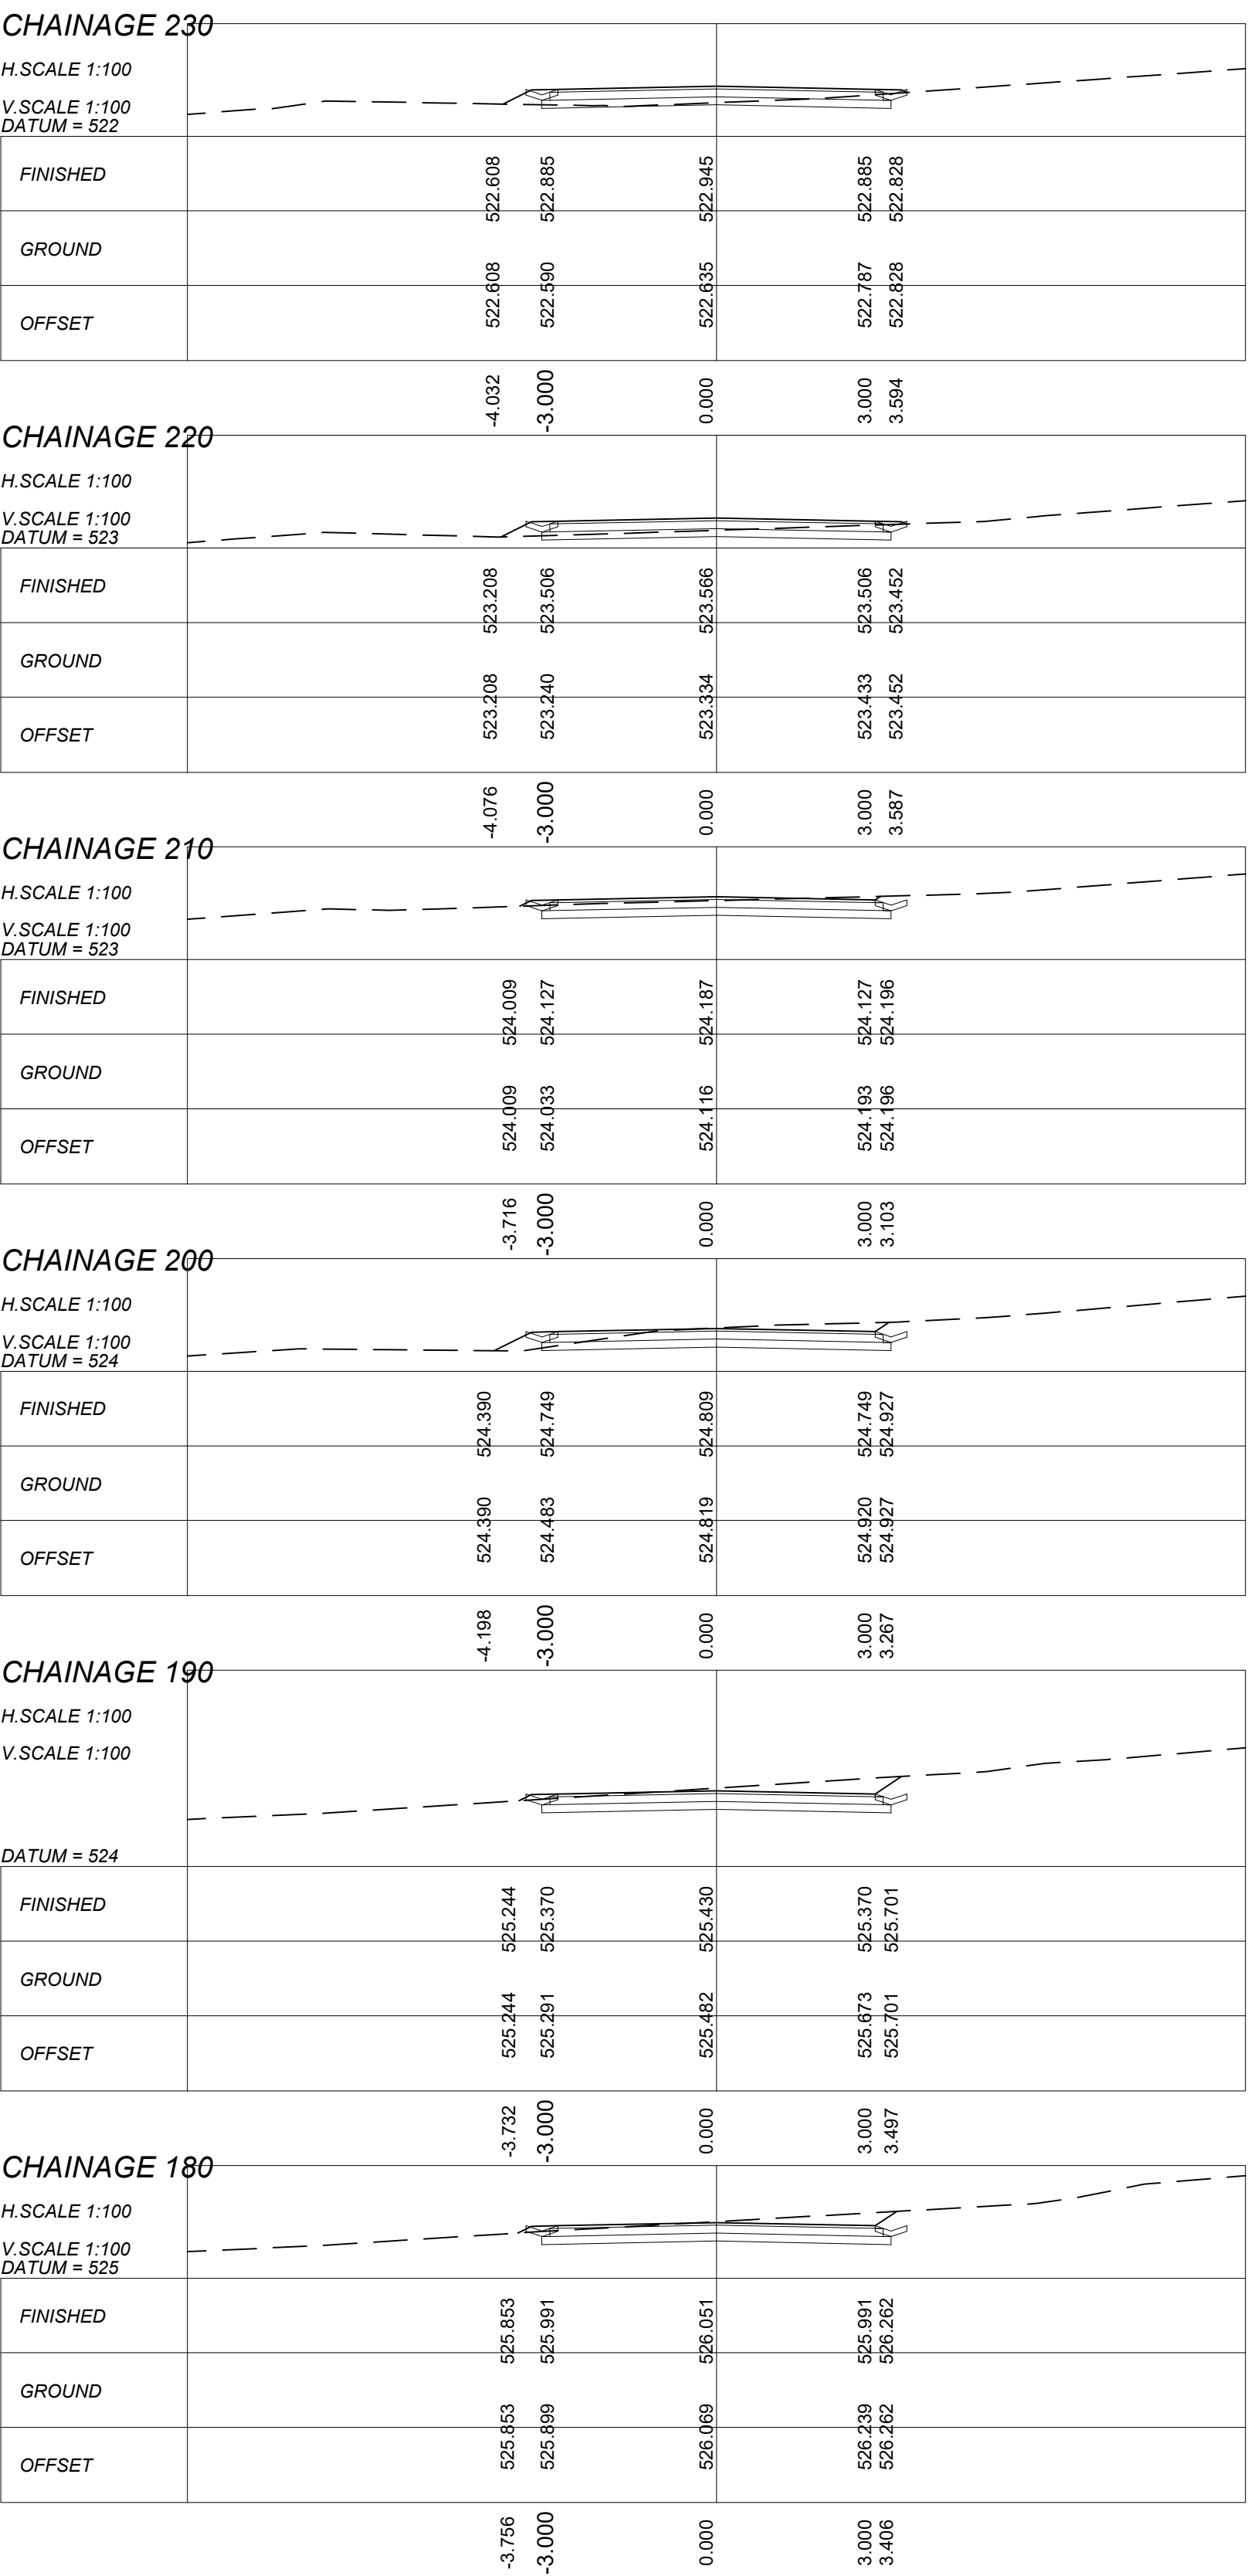 CHAINAGE 230
H.SCALE 1:100
V.SCALE 1:100
DATUM = 522
FINISHED 522.608 522.885 522.945 522.885 522.828
GROUND 522.608 522.590 522.635 522.787 522.828
OFFSET -4.032 -3.000 0.000 3.000 3.594
CHAINAGE 220
H.SCALE 1:100
V.SCALE 1:100
DATUM = 523
FINISHED 523.208 523.506 523.566 523.506 523.452
GROUND 523.208 523.240 523.334 523.433 523.452
OFFSET -4.076 -3.000 0.000 3.000 3.587
CHAINAGE 210
H.SCALE 1:100
V.SCALE 1:100
DATUM = 523
FINISHED 524.009 524.127 524.187 524.127 524.196
GROUND 524.009 524.033 524.116 524.193 524.196
OFFSET -3.716 -3.000 0.000 3.000 3.103
CHAINAGE 200
H.SCALE 1:100
V.SCALE 1:100
DATUM = 524
FINISHED 524.390 524.749 524.809 524.749 524.927
GROUND 524.390 524.483 524.819 524.920 524.927
OFFSET -4.198 -3.000 0.000 3.000 3.267
CHAINAGE 190
H.SCALE 1:100
V.SCALE 1:100
DATUM = 524
FINISHED 525.244 525.370 525.430 525.370 525.701
GROUND 525.244 525.291 525.482 525.673 525.701
OFFSET -3.732 -3.000 0.000 3.000 3.497
CHAINAGE 180
H.SCALE 1:100
V.SCALE 1:100
DATUM = 525
FINISHED 525.853 525.991 526.051 525.991 526.262
GROUND 525.853 525.899 526.069 526.239 526.262
OFFSET -3.756 -3.000 0.000 3.000 3.406